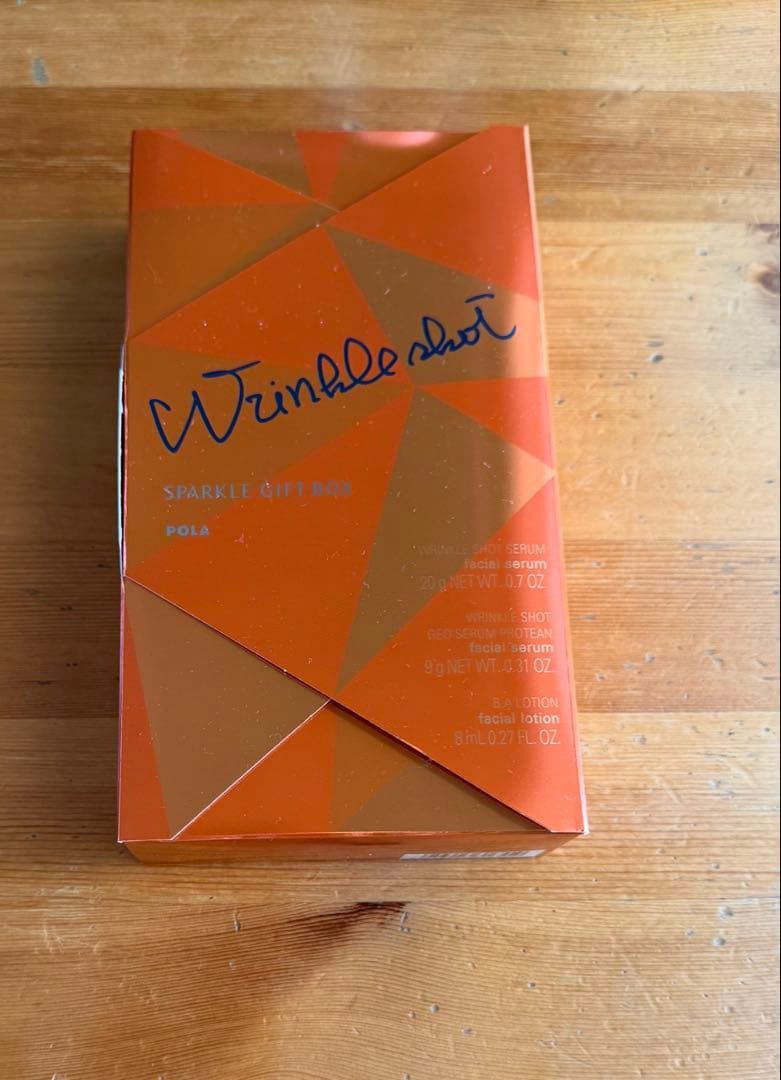 Wrinkle shot
SPARKLE GIFT BOX
POLA
WRINKLE SHOT SERUM
facial serum
20 g NET WT. 0.7 OZ.
WRINKLE SHOT
GEO SERUM PROTEAN
facial serum
9 g NET WT. 0.31 OZ.
B.A LOTION
facial lotion
8 mL 0.27 FL. OZ.